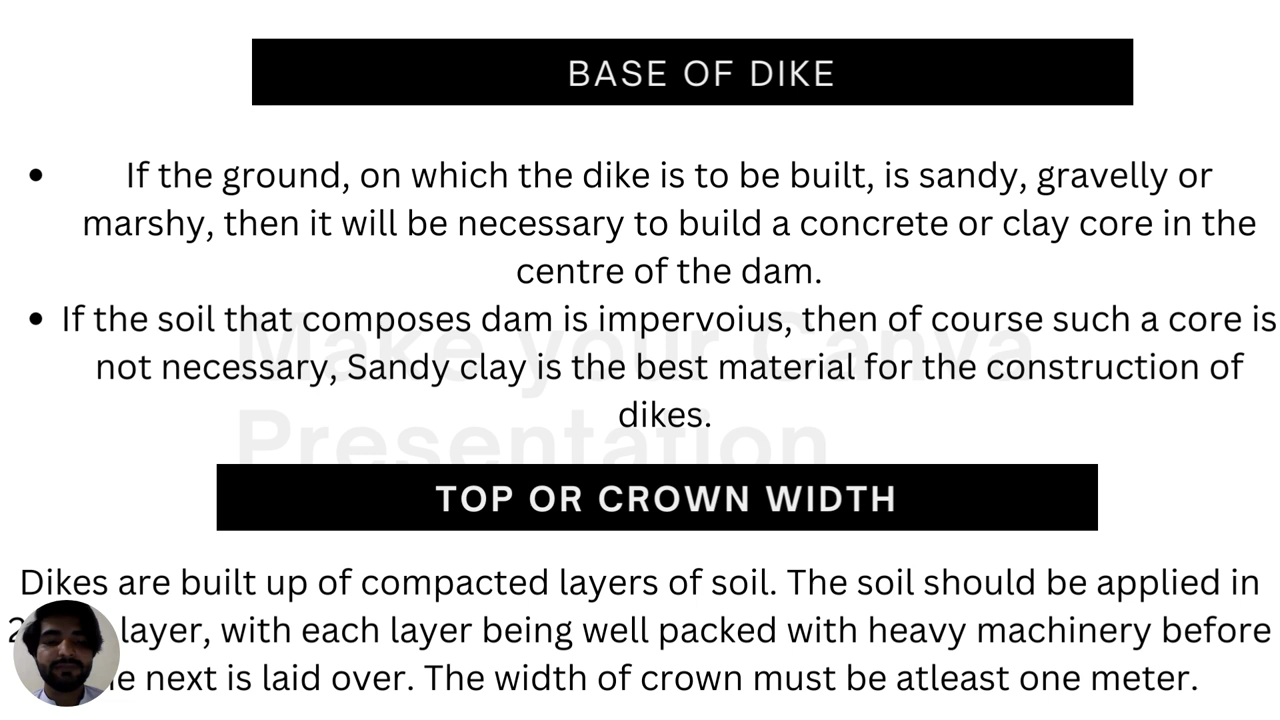 BASE OF DIKE
• If the ground, on which the dike is to be built, is sandy, gravelly or
marshy, then it will be necessary to build a concrete or clay core in the
centre of the dam.
• If the soil that composes dam is impervoius, then of course such a core is
not necessary, Sandy clay is the best material for the construction of
dikes.
Make your Canva
Presentation
TOP OR CROWN WIDTH
Dikes are built up of compacted layers of soil. The soil should be applied in
layer, with each layer being well packed with heavy machinery before
next is laid over. The width of crown must be atleast one meter.